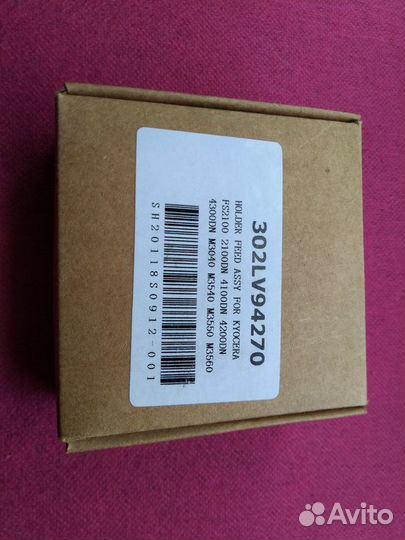 302LV94270
HOLDER FEED ASSY FOR KYOCERA
FS2100 2100DN 4100DN 4200DN
4300DN M3040 M3540 M3550 M3560
SH20118S0912-001
Avito